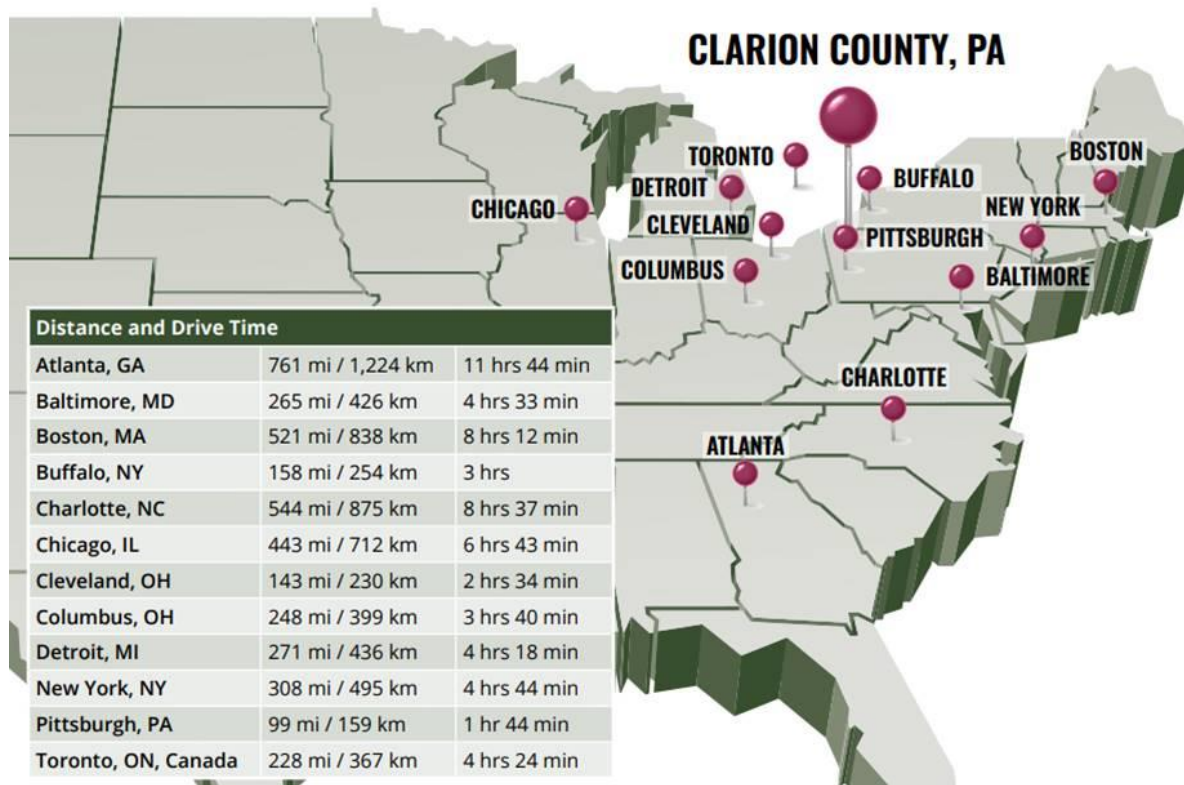 CLARION COUNTY, PA
TORONTO
BOSTON
DETROIT
BUFFALO
CHICAGO
NEW YORK
CLEVELAND
PITTSBURGH
COLUMBUS
BALTIMORE
CHARLOTTE
ATLANTA
Distance and Drive Time
Atlanta, GA 761 mi / 1,224 km 11 hrs 44 min
Baltimore, MD 265 mi / 426 km 4 hrs 33 min
Boston, MA 521 mi / 838 km 8 hrs 12 min
Buffalo, NY 158 mi / 254 km 3 hrs
Charlotte, NC 544 mi / 875 km 8 hrs 37 min
Chicago, IL 443 mi / 712 km 6 hrs 43 min
Cleveland, OH 143 mi / 230 km 2 hrs 34 min
Columbus, OH 248 mi / 399 km 3 hrs 40 min
Detroit, MI 271 mi / 436 km 4 hrs 18 min
New York, NY 308 mi / 495 km 4 hrs 44 min
Pittsburgh, PA 99 mi / 159 km 1 hr 44 min
Toronto, ON, Canada 228 mi / 367 km 4 hrs 24 min